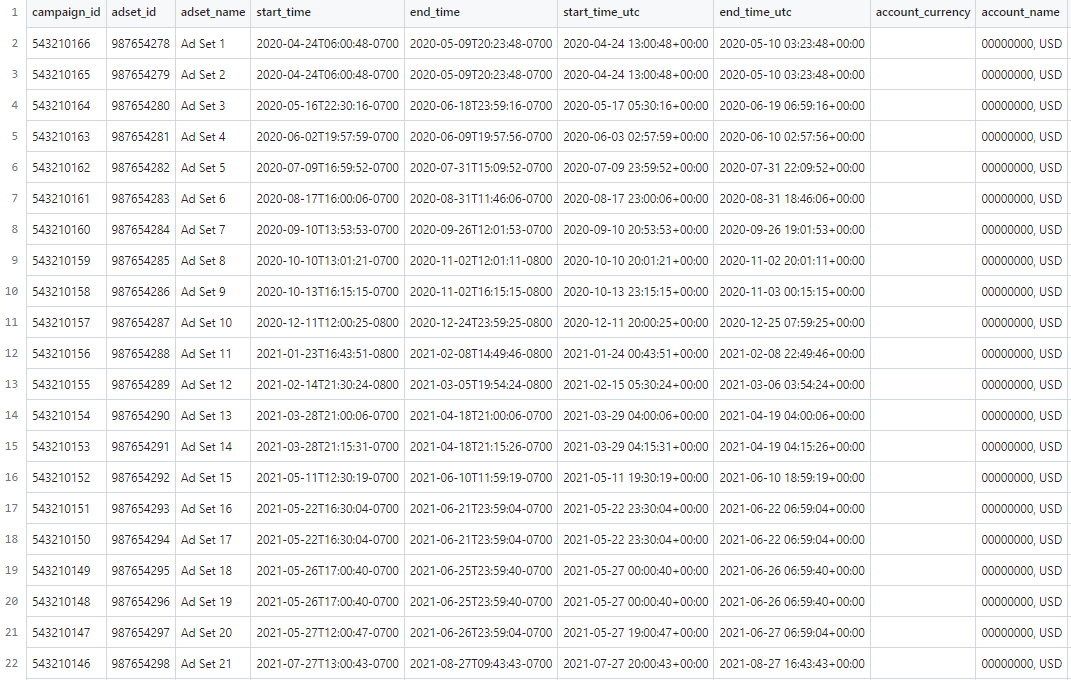 1 campaign_id adset_id adset_name start_time end_time start_time_utc end_time_utc account_currency account_name
2 543210166 987654278 Ad Set 1 2020-04-24T06:00:48-0700 2020-05-09T20:23:48-0700 2020-04-24 13:00:48+00:00 2020-05-10 03:23:48+00:00 00000000, USD
3 543210165 987654279 Ad Set 2 2020-04-24T06:00:48-0700 2020-05-09T20:23:48-0700 2020-04-24 13:00:48+00:00 2020-05-10 03:23:48+00:00 00000000, USD
4 543210164 987654280 Ad Set 3 2020-05-16T22:30:16-0700 2020-06-18T23:59:16-0700 2020-05-17 05:30:16+00:00 2020-06-19 06:59:16+00:00 00000000, USD
5 543210163 987654281 Ad Set 4 2020-06-02T19:57:59-0700 2020-06-09T19:57:56-0700 2020-06-03 02:57:59+00:00 2020-06-10 02:57:56+00:00 00000000, USD
6 543210162 987654282 Ad Set 5 2020-07-09T16:59:52-0700 2020-07-31T15:09:52-0700 2020-07-09 23:59:52+00:00 2020-07-31 22:09:52+00:00 00000000, USD
7 543210161 987654283 Ad Set 6 2020-08-17T16:00:06-0700 2020-08-31T11:46:06-0700 2020-08-17 23:00:06+00:00 2020-08-31 18:46:06+00:00 00000000, USD
8 543210160 987654284 Ad Set 7 2020-09-10T13:53:53-0700 2020-09-26T12:01:53-0700 2020-09-10 20:53:53+00:00 2020-09-26 19:01:53+00:00 00000000, USD
9 543210159 987654285 Ad Set 8 2020-10-10T13:01:21-0700 2020-11-02T12:01:11-0800 2020-10-10 20:01:21+00:00 2020-11-02 20:01:11+00:00 00000000, USD
10 543210158 987654286 Ad Set 9 2020-10-13T16:15:15-0700 2020-11-02T16:15:15-0800 2020-10-13 23:15:15+00:00 2020-11-03 00:15:15+00:00 00000000, USD
11 543210157 987654287 Ad Set 10 2020-12-11T12:00:25-0800 2020-12-24T23:59:25-0800 2020-12-11 20:00:25+00:00 2020-12-25 07:59:25+00:00 00000000, USD
12 543210156 987654288 Ad Set 11 2021-01-23T16:43:51-0800 2021-02-08T14:49:46-0800 2021-01-24 00:43:51+00:00 2021-02-08 22:49:46+00:00 00000000, USD
13 543210155 987654289 Ad Set 12 2021-02-14T21:30:24-0800 2021-03-05T19:54:24-0800 2021-02-15 05:30:24+00:00 2021-03-06 03:54:24+00:00 00000000, USD
14 543210154 987654290 Ad Set 13 2021-03-28T21:00:06-0700 2021-04-18T21:00:06-0700 2021-03-29 04:00:06+00:00 2021-04-19 04:00:06+00:00 00000000, USD
15 543210153 987654291 Ad Set 14 2021-03-28T21:15:31-0700 2021-04-18T21:15:26-0700 2021-03-29 04:15:31+00:00 2021-04-19 04:15:26+00:00 00000000, USD
16 543210152 987654292 Ad Set 15 2021-05-11T12:30:19-0700 2021-06-10T11:59:19-0700 2021-05-11 19:30:19+00:00 2021-06-10 18:59:19+00:00 00000000, USD
17 543210151 987654293 Ad Set 16 2021-05-22T16:30:04-0700 2021-06-21T23:59:04-0700 2021-05-22 23:30:04+00:00 2021-06-22 06:59:04+00:00 00000000, USD
18 543210150 987654294 Ad Set 17 2021-05-22T16:30:04-0700 2021-06-21T23:59:04-0700 2021-05-22 23:30:04+00:00 2021-06-22 06:59:04+00:00 00000000, USD
19 543210149 987654295 Ad Set 18 2021-05-26T17:00:40-0700 2021-06-25T23:59:40-0700 2021-05-27 00:00:40+00:00 2021-06-26 06:59:40+00:00 00000000, USD
20 543210148 987654296 Ad Set 19 2021-05-26T17:00:40-0700 2021-06-25T23:59:40-0700 2021-05-27 00:00:40+00:00 2021-06-26 06:59:40+00:00 00000000, USD
21 543210147 987654297 Ad Set 20 2021-05-27T12:00:47-0700 2021-06-26T23:59:04-0700 2021-05-27 19:00:47+00:00 2021-06-27 06:59:04+00:00 00000000, USD
22 543210146 987654298 Ad Set 21 2021-07-27T13:00:43-0700 2021-08-27T09:43:43-0700 2021-07-27 20:00:43+00:00 2021-08-27 16:43:43+00:00 00000000, USD